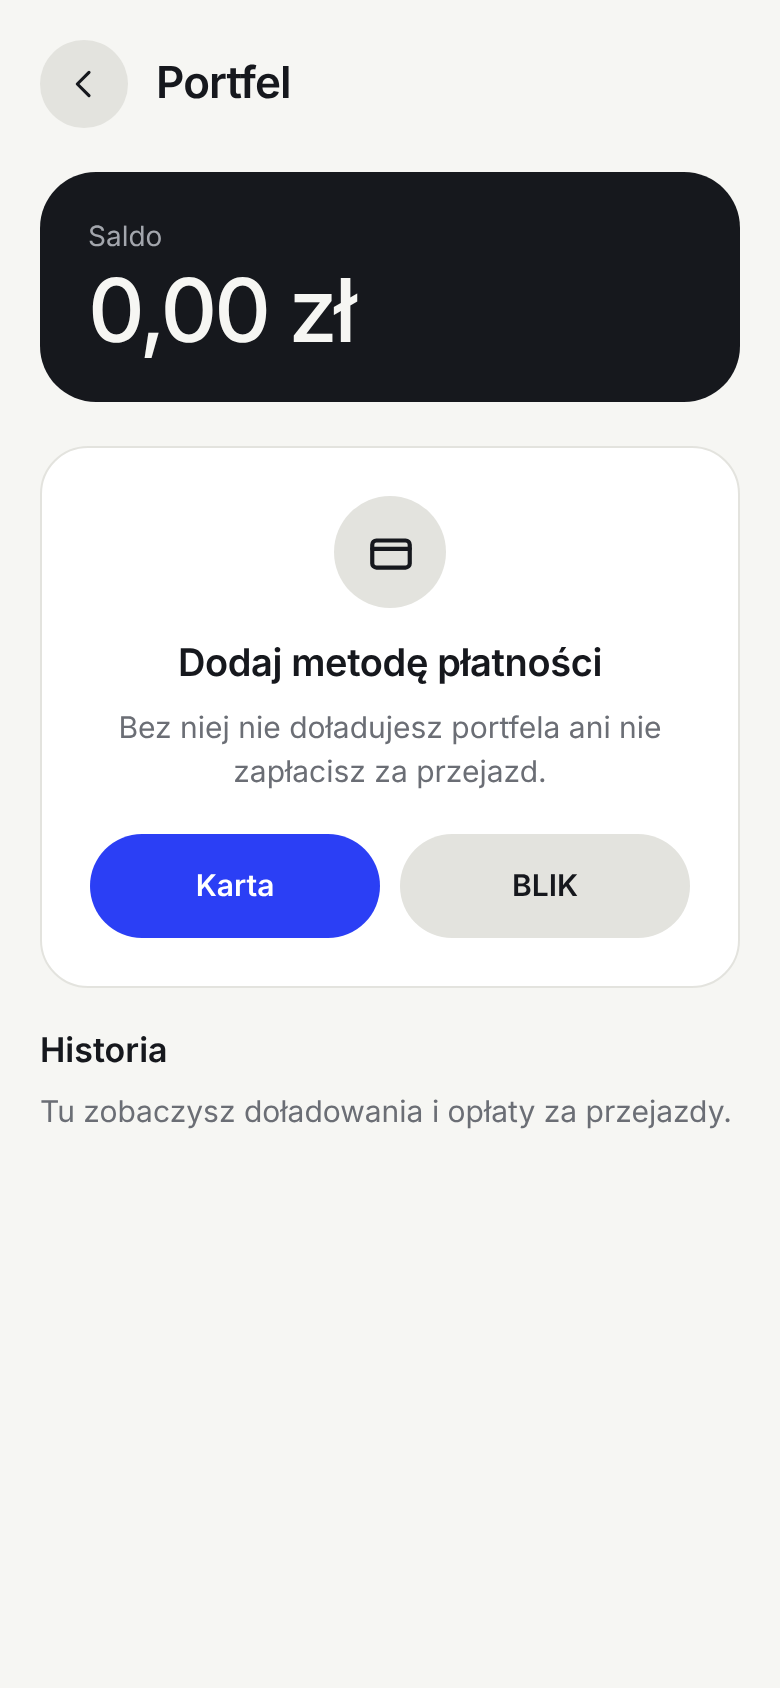 Portfel
Saldo
0,00 zł
Dodaj metodę płatności
Bez niej nie doładujesz portfela ani nie
zapłacisz za przejazd.
Karta
BLIK
Historia
Tu zobaczysz doładowania i opłaty za przejazdy.